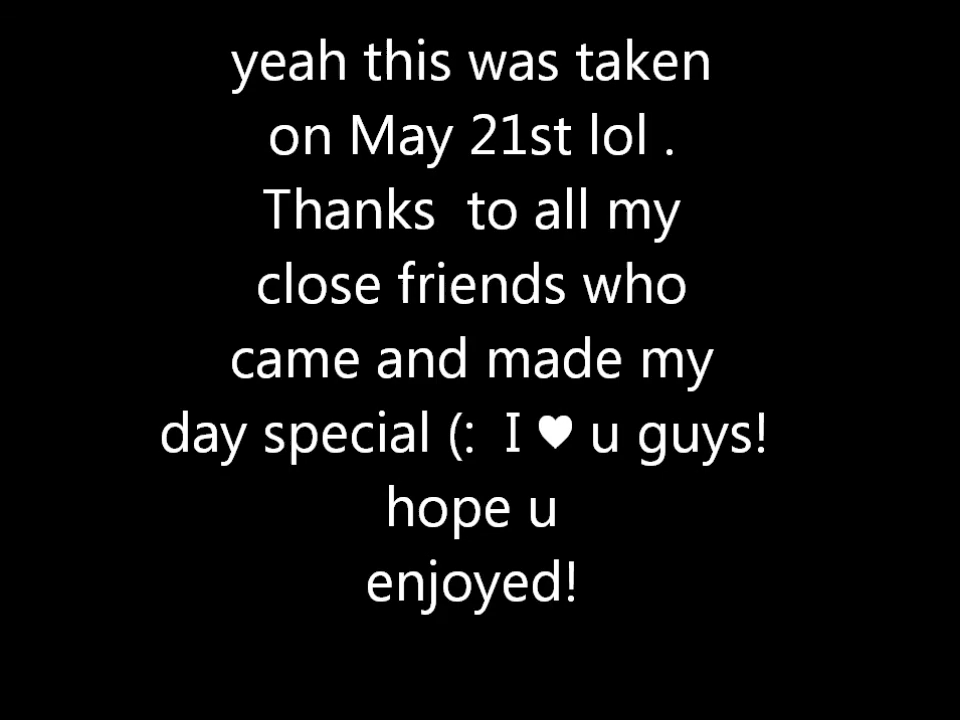 yeah this was taken
on May 21st lol .
Thanks  to all my
close friends who
came and made my
day special (:  I ♥ u guys!
hope u
enjoyed!